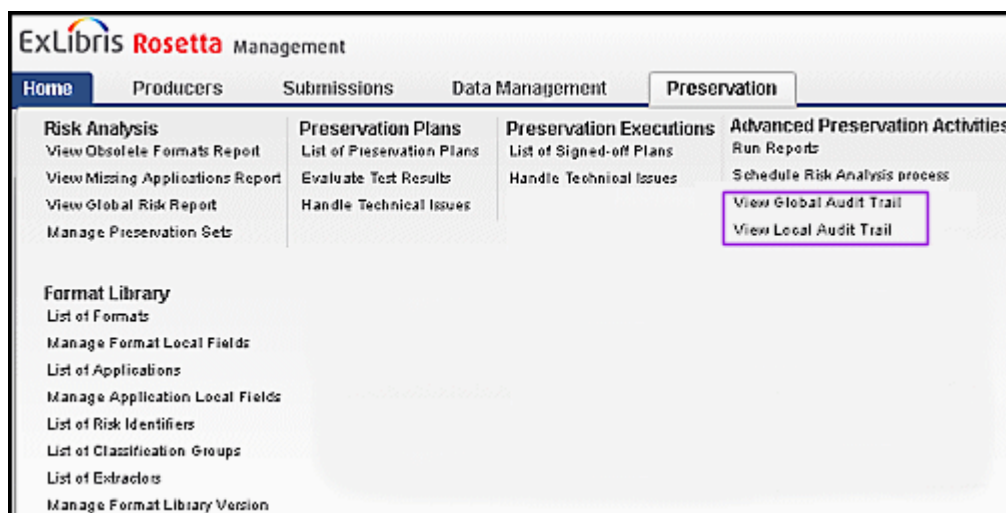 ExLibris Rosetta Management
Home Producers Submissions Data Management Preservation
Risk Analysis
View Obsolete Formats Report
View Missing Applications Report
View Global Risk Report
Manage Preservation Sets
Preservation Plans
List of Preservation Plans
Evaluate Test Results
Handle Technical Issues
Preservation Executions
List of Signed-off Plans
Handle Technical Issues
Advanced Preservation Activities
Run Reports
Schedule Risk Analysis process
View Global Audit Trail
View Local Audit Trail
Format Library
List of Formats
Manage Format Local Fields
List of Applications
Manage Application Local Fields
List of Risk Identifiers
List of Classification Groups
List of Extractors
Manage Format Library Version